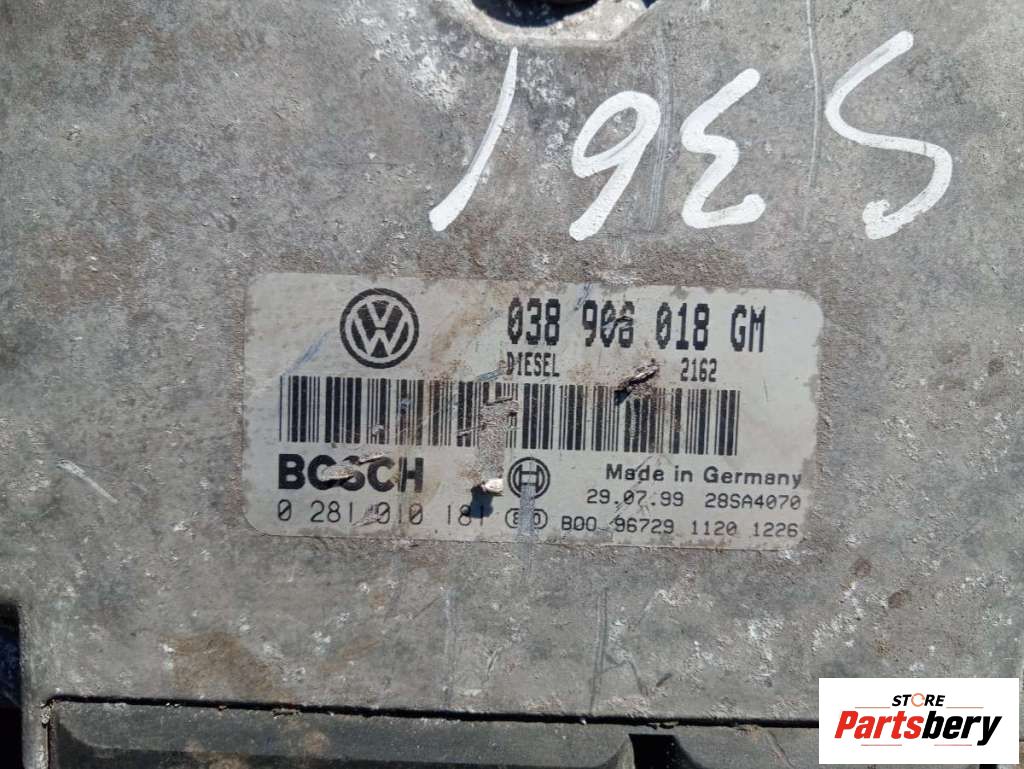 5361
038 906 018 GM
DIESEL 2162
BOSCH
Made in Germany
29.07.99 28SA4070
0 281 010 181 B00 96729 1120 1226
STORE
Partsbery